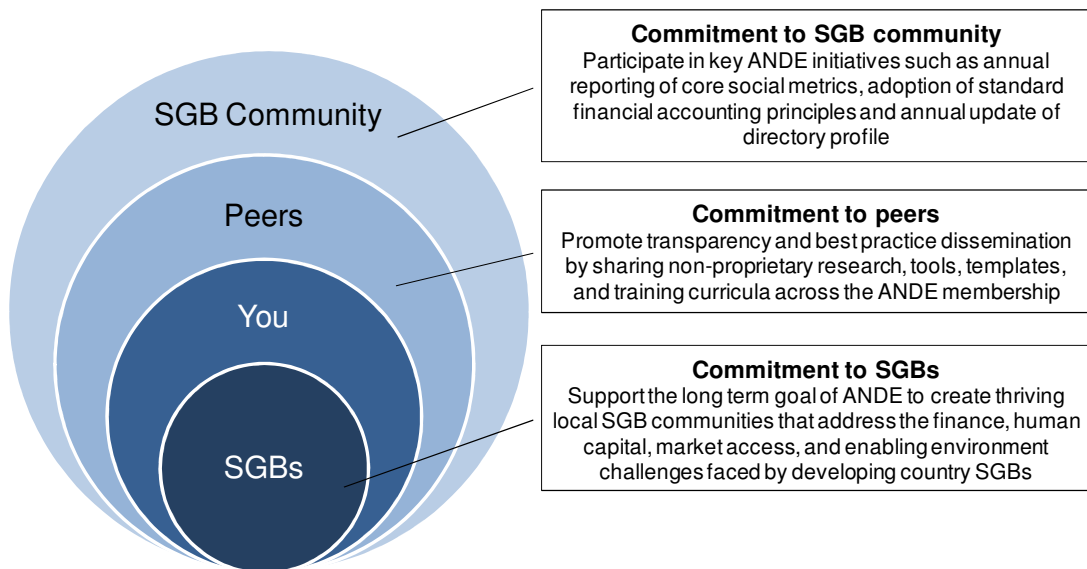 SGB Community
Peers
You
SGBs
Commitment to SGB community
Participate in key ANDE initiatives such as annual
reporting of core social metrics, adoption of standard
financial accounting principles and annual update of
directory profile
Commitment to peers
Promote transparency and best practice dissemination
by sharing non-proprietary research, tools, templates,
and training curricula across the ANDE membership
Commitment to SGBs
Support the long term goal of ANDE to create thriving
local SGB communities that address the finance, human
capital, market access, and enabling environment
challenges faced by developing country SGBs